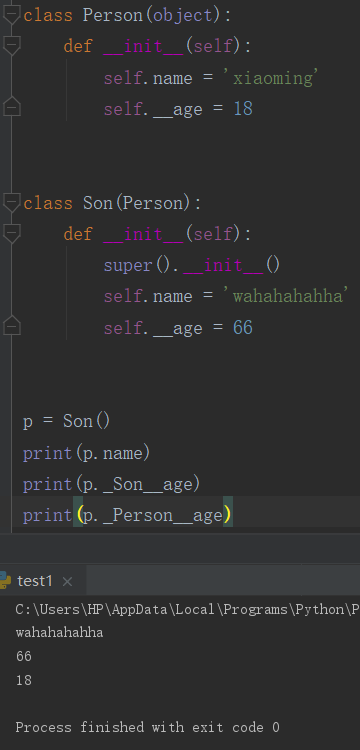 class Person(object):
    def __init__(self):
        self.name = 'xiaoming'
        self.__age = 18
class Son(Person):
    def __init__(self):
        super().__init__()
        self.name = 'wahahahahha'
        self.__age = 66
p = Son()
print(p.name)
print(p._Son__age)
print(p._Person__age)
test1 ×
C:\Users\HP\AppData\Local\Programs\Python\P
wahahahahha
66
18
Process finished with exit code 0